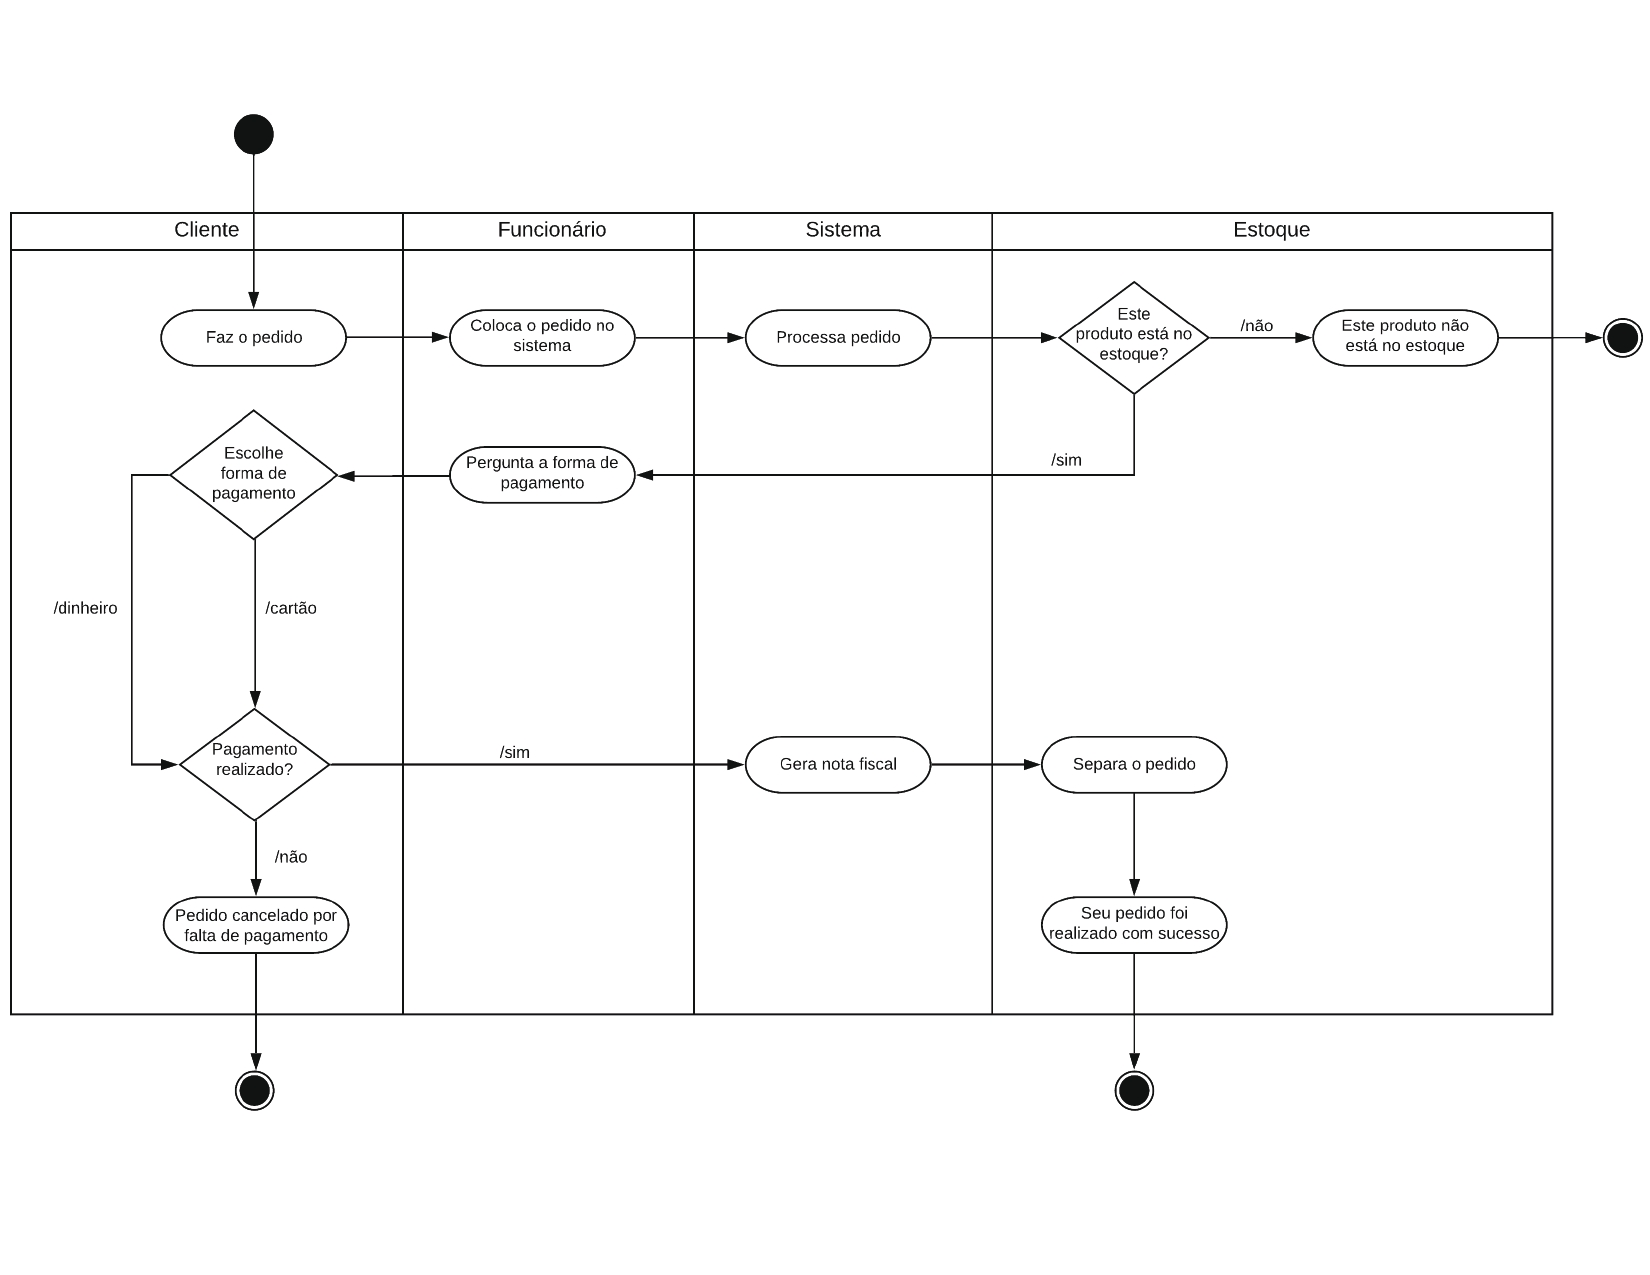 Cliente
Funcionário
Sistema
Estoque
Faz o pedido
Coloca o pedido no
sistema
Processa pedido
Este
produto está no
estoque?
/não
Este produto não
está no estoque
/sim
Pergunta a forma de
pagamento
Escolhe
forma de
pagamento
/dinheiro
/cartão
Pagamento
realizado?
/sim
Gera nota fiscal
Separa o pedido
/não
Pedido cancelado por
falta de pagamento
Seu pedido foi
realizado com sucesso